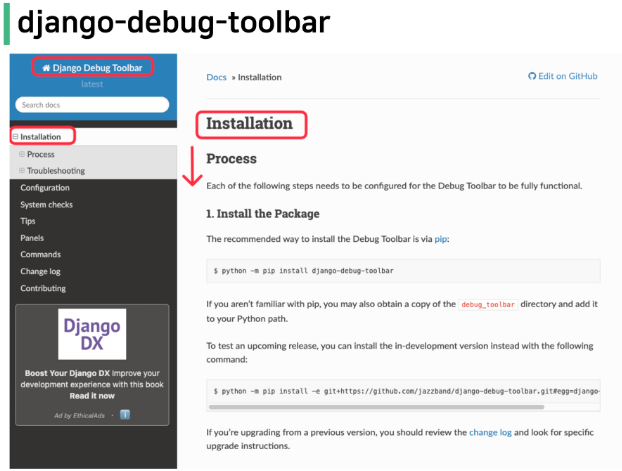 django-debug-toolbar
Django Debug Toolbar
latest
Search docs
Installation
Process
Troubleshooting
Configuration
System checks
Tips
Panels
Commands
Change log
Contributing
Django
DX
Boost Your Django DX Improve your
development experience with this book
Read it now
Ad by EthicalAds ·
Docs » Installation
Edit on GitHub
Installation
Process
Each of the following steps needs to be configured for the Debug Toolbar to be fully functional.
1. Install the Package
The recommended way to install the Debug Toolbar is via pip:
$ python -m pip install django-debug-toolbar
If you aren't familiar with pip, you may also obtain a copy of the debug_toolbar directory and add it
to your Python path.
To test an upcoming release, you can install the in-development version instead with the following
command:
$ python -m pip install -e git+https://github.com/jazzband/django-debug-toolbar.git#egg=django-
If you're upgrading from a previous version, you should review the change log and look for specific
upgrade instructions.